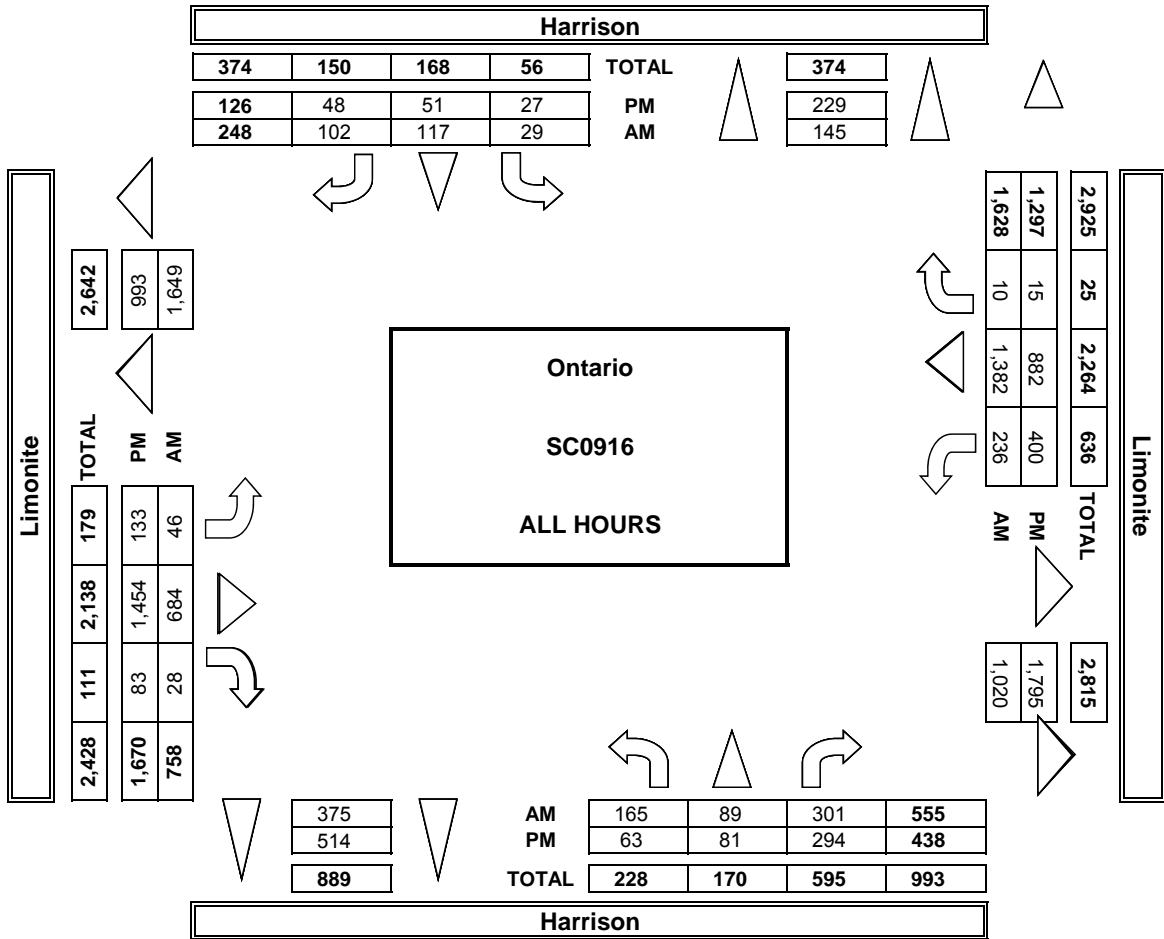 Harrison
374 150 168 56 TOTAL 374
126 48 51 27 PM 229
248 102 117 29 AM 145
Limonite
2,642
993
1,649
TOTAL 179 2,138 111 2,428
PM 133 1,454 83 1,670
AM 46 684 28 758
Ontario
SC0916
ALL HOURS
2,925 25 2,264 636 TOTAL
1,297 15 882 400 PM
1,628 10 1,382 236 AM
2,815
1,795
1,020
Limonite
375 AM 165 89 301 555
514 PM 63 81 294 438
889 TOTAL 228 170 595 993
Harrison